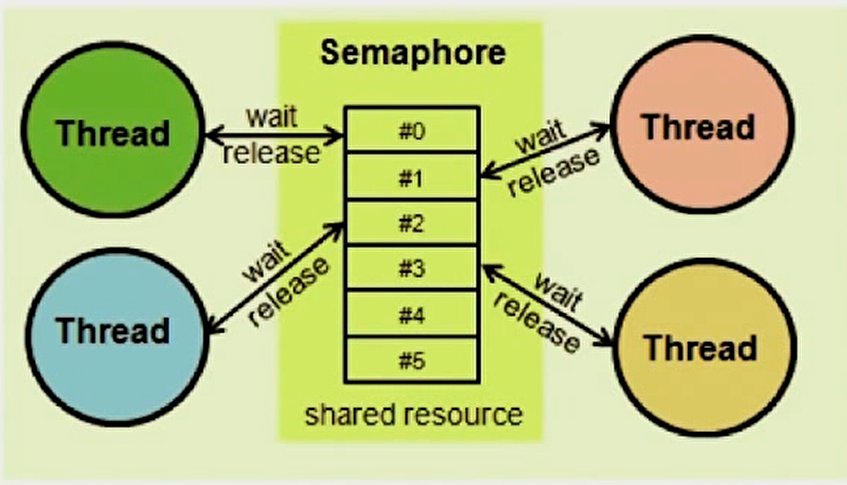 Semaphore
Thread
wait
release
#0
#1
#2
#3
#4
#5
wait
release
Thread
Thread
wait
release
wait
release
Thread
shared resource